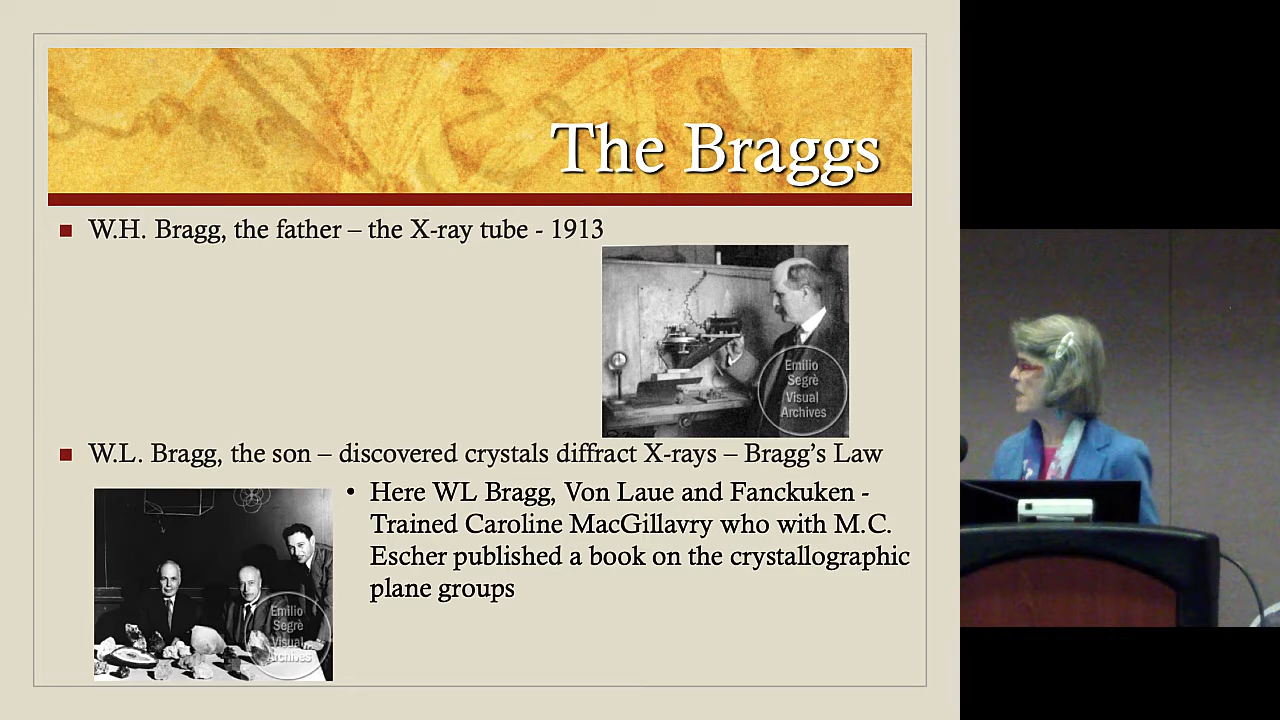 The Braggs
W.H. Bragg, the father – the X-ray tube - 1913
Emilio
Segrè
Visual
Archives
W.L. Bragg, the son – discovered crystals diffract X-rays – Bragg's Law
Here WL Bragg, Von Laue and Fanckuken -
Trained Caroline MacGillavry who with M.C.
Escher published a book on the crystallographic
plane groups
Emilio
Segrè
Visual
Archives